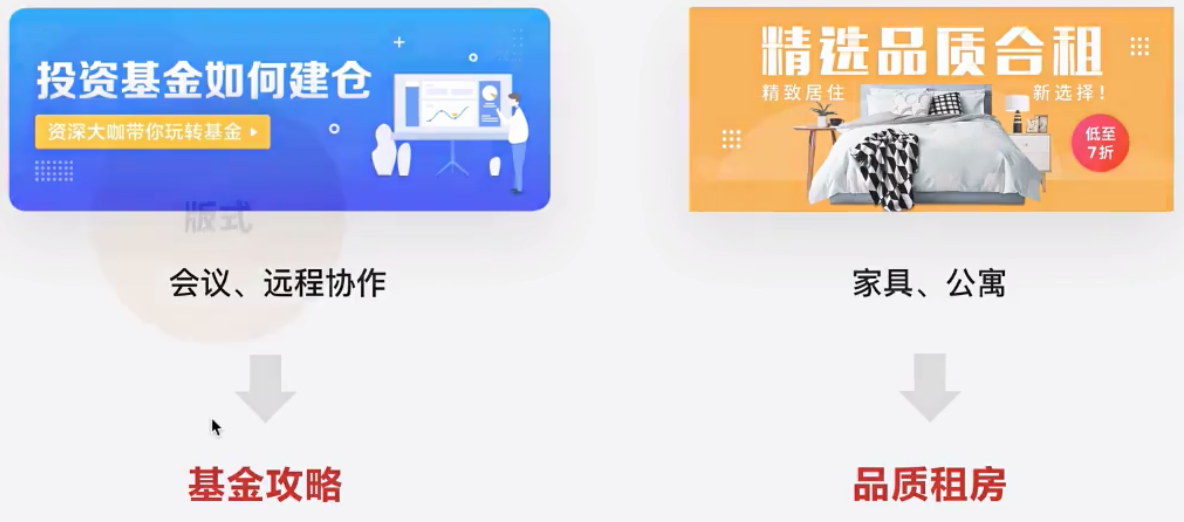 投资基金如何建仓
资深大咖带你玩转基金
精选品质合租
精致居住
新选择!
低至
7折
版式
会议、远程协作
家具、公寓
基金攻略
品质租房